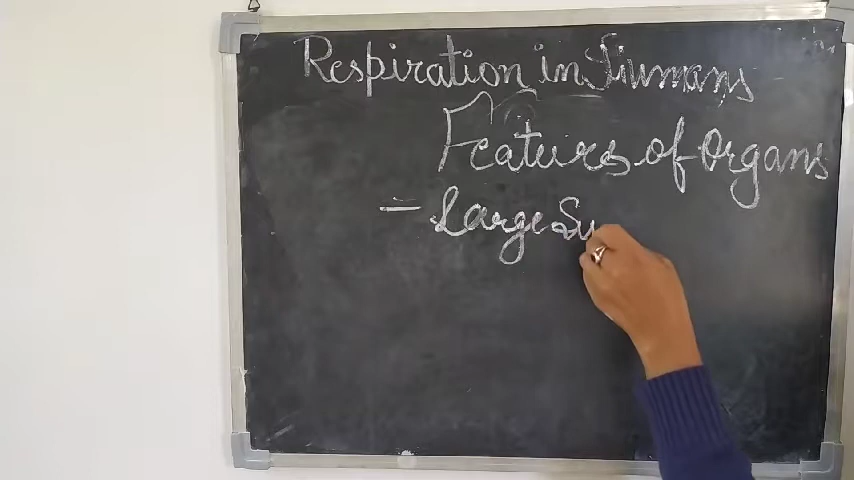 Respiration in Humans
Features of Organs
- Large Su